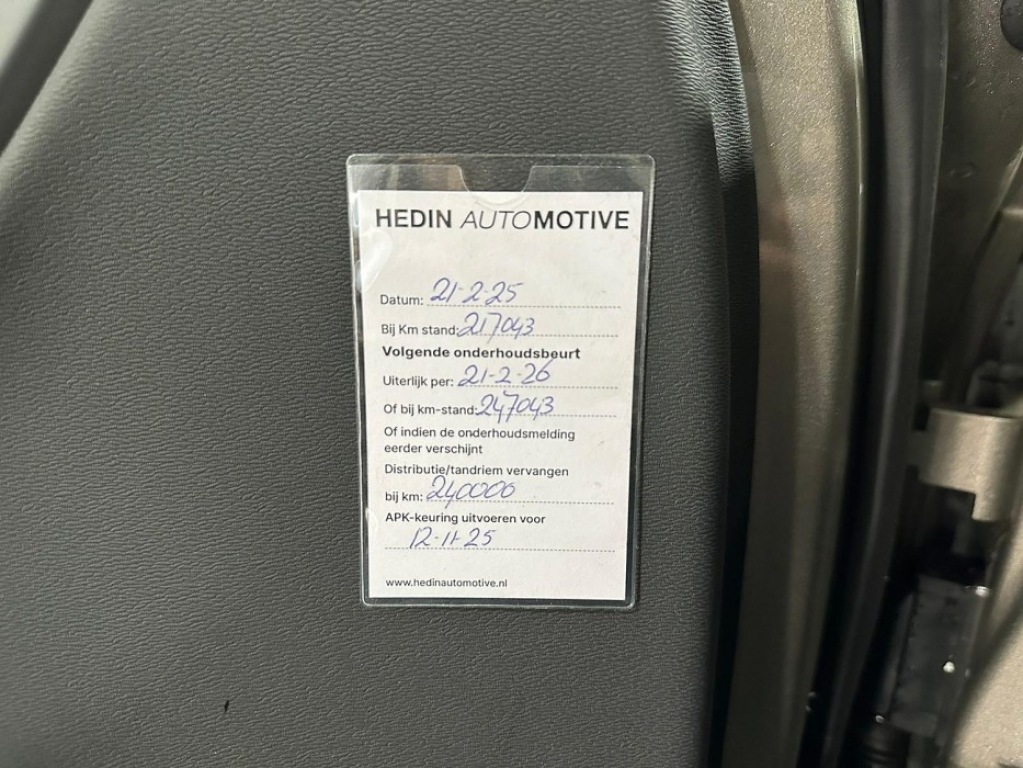 HEDIN AUTOMOTIVE
Datum: 21-2-25
Bij Km stand: 217043
Volgende onderhoudsbeurt
Uiterlijk per: 21-2-26
Of bij km-stand: 247043
Of indien de onderhoudsmelding
eerder verschijnt
Distributie/tandriem vervangen
bij km: 240000
APK-keuring uitvoeren voor
12-11-25
www.hedinautomotive.nl